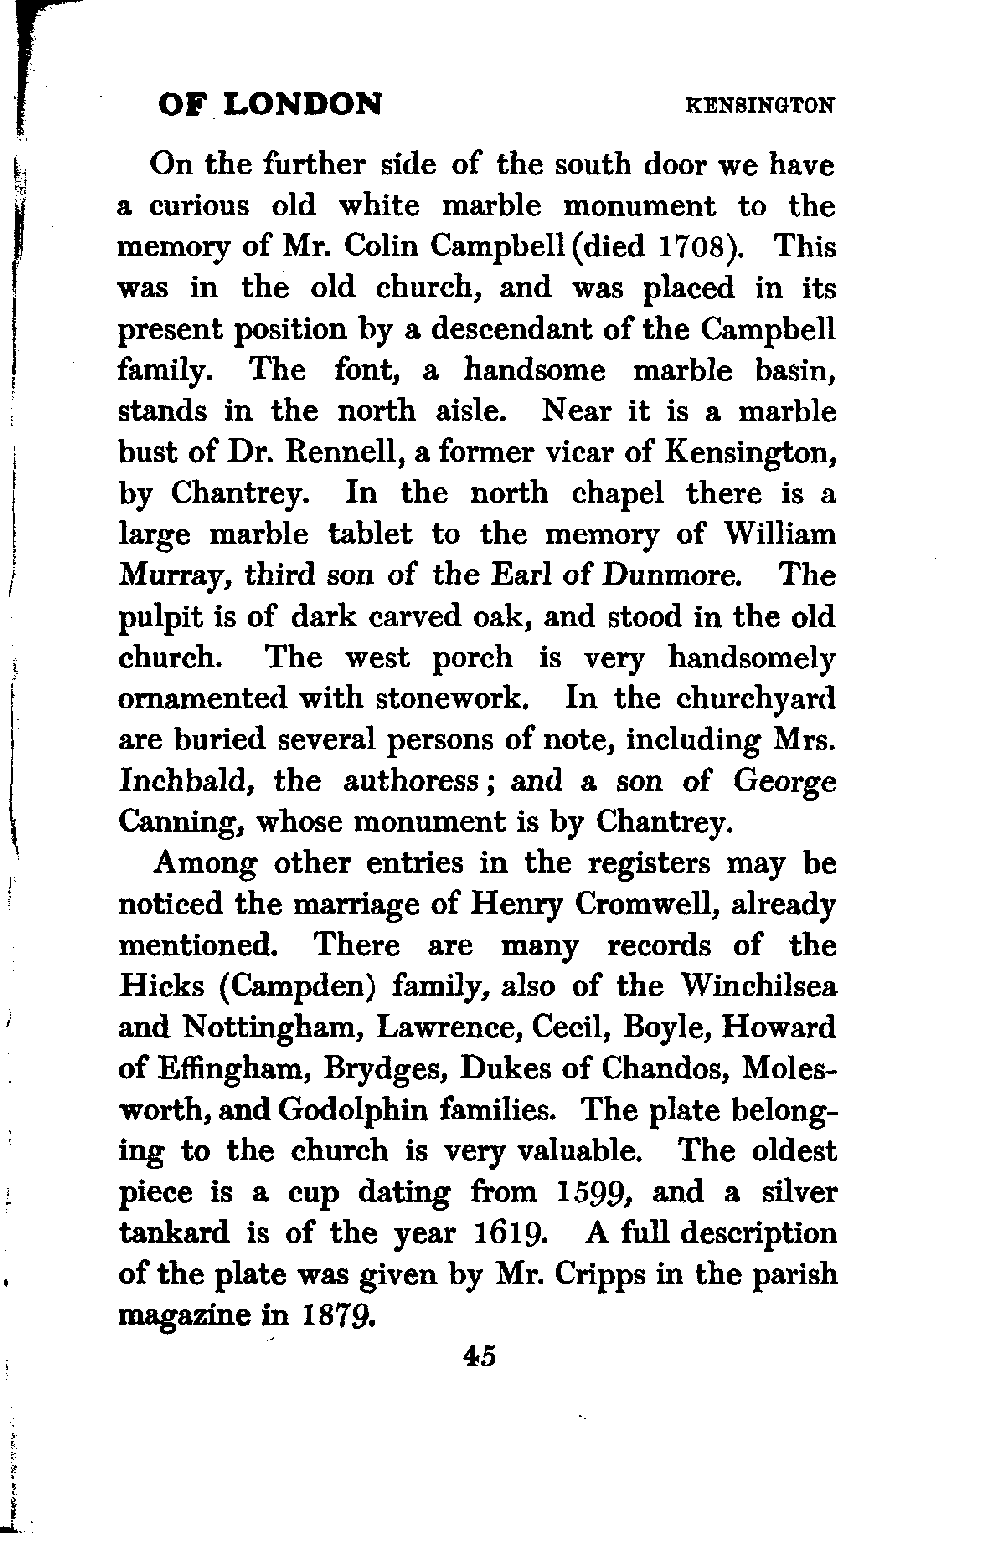 OF LONDON KENSINGTON
On the further side of the south door we have
a curious old white marble monument to the
memory of Mr. Colin Campbell (died 1708). This
was in the old church, and was placed in its
present position by a descendant of the Campbell
family. The font, a handsome marble basin,
stands in the north aisle. Near it is a marble
bust of Dr. Rennell, a former vicar of Kensington,
by Chantrey. In the north chapel there is a
large marble tablet to the memory of William
Murray, third son of the Earl of Dunmore. The
pulpit is of dark carved oak, and stood in the old
church. The west porch is very handsomely
ornamented with stonework. In the churchyard
are buried several persons of note, including Mrs.
Inchbald, the authoress; and a son of George
Canning, whose monument is by Chantrey.
Among other entries in the registers may be
noticed the marriage of Henry Cromwell, already
mentioned. There are many records of the
Hicks (Campden) family, also of the Winchilsea
and Nottingham, Lawrence, Cecil, Boyle, Howard
of Effingham, Brydges, Dukes of Chandos, Moles-
worth, and Godolphin families. The plate belong-
ing to the church is very valuable. The oldest
piece is a cup dating from 1599, and a silver
tankard is of the year 1619. A full description
of the plate was given by Mr. Cripps in the parish
magazine in 1879.
45